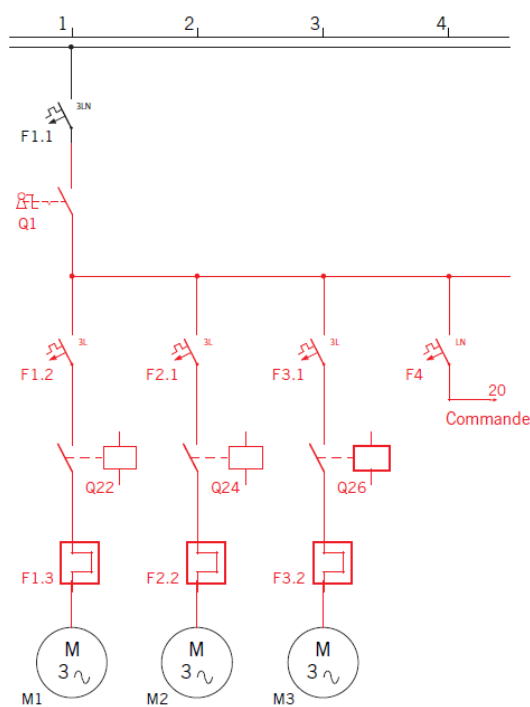 1 2 3 4
3LN
F1.1
Q1
3L 3L 3L LN
F1.2 F2.1 F3.1 F4
20
Commande
Q22 Q24 Q26
F1.3 F2.2 F3.2
M M M
3 3 3
M1 M2 M3